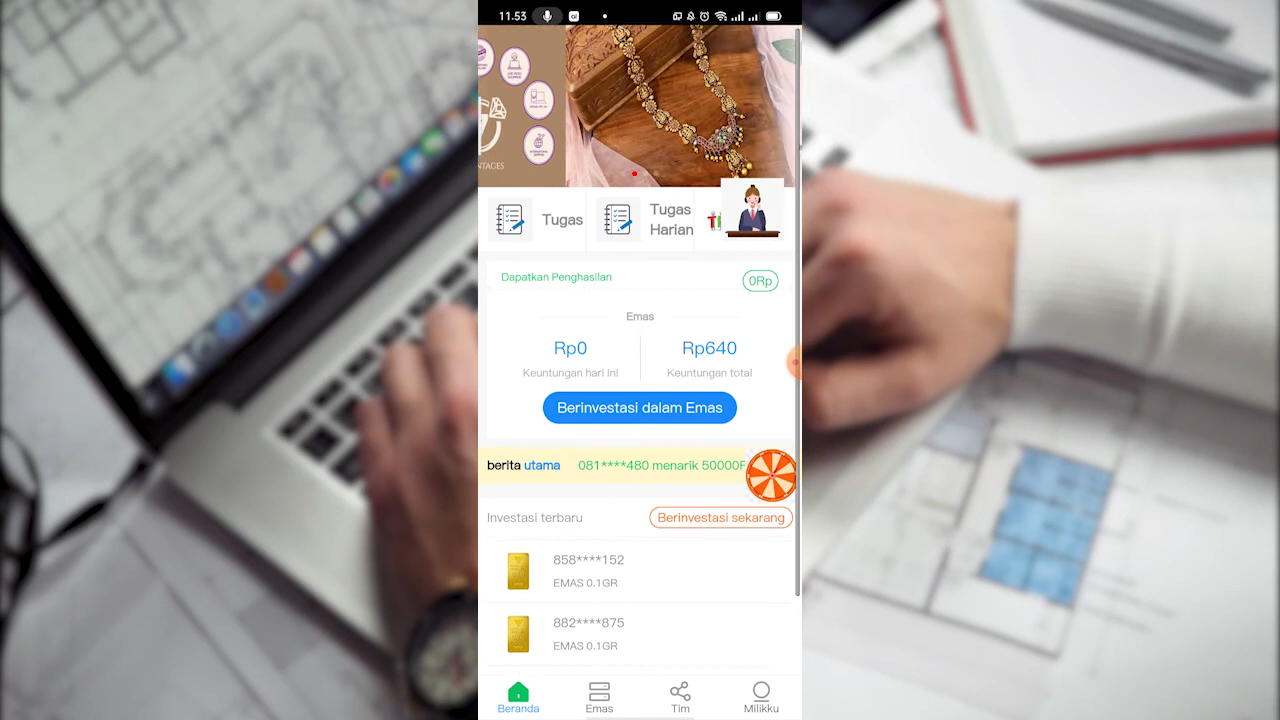 11.53
NTAGES
Tugas
Tugas
Harian
Dapatkan Penghasilan
0Rp
Emas
Rp0
Rp640
Keuntungan hari ini
Keuntungan total
Berinvestasi dalam Emas
berita utama
081****480 menarik 50000R
Investasi terbaru
Berinvestasi sekarang
858****152
EMAS 0.1GR
882****875
EMAS 0.1GR
Beranda
Emas
Tim
Milikku